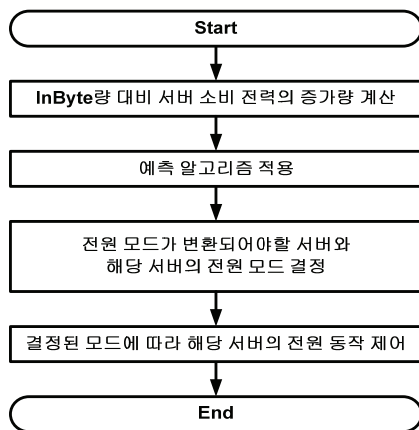 Start
InByte량 대비 서버 소비 전력의 증가량 계산
예측 알고리즘 적용
전원 모드가 변환되어야할 서버와
해당 서버의 전원 모드 결정
결정된 모드에 따라 해당 서버의 전원 동작 제어
End